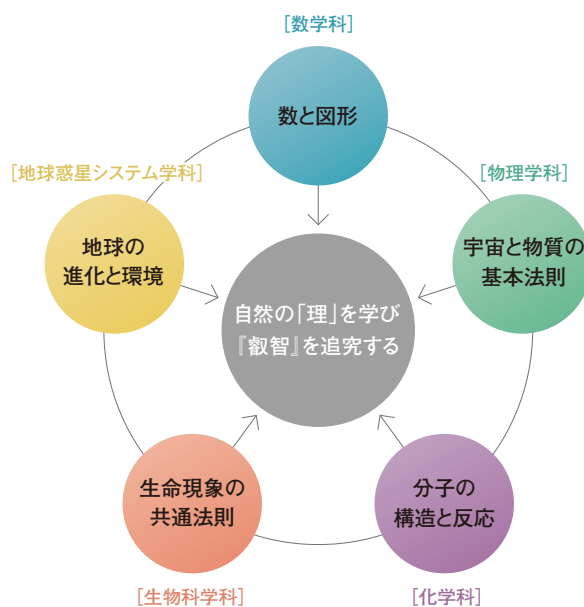 [数学科]
数と図形
[地球惑星システム学科]
地球の
進化と環境
[物理学科]
宇宙と物質の
基本法則
自然の「理」を学び
『叡智』を追究する
生命現象の
共通法則
[生物科学科]
分子の
構造と反応
[化学科]